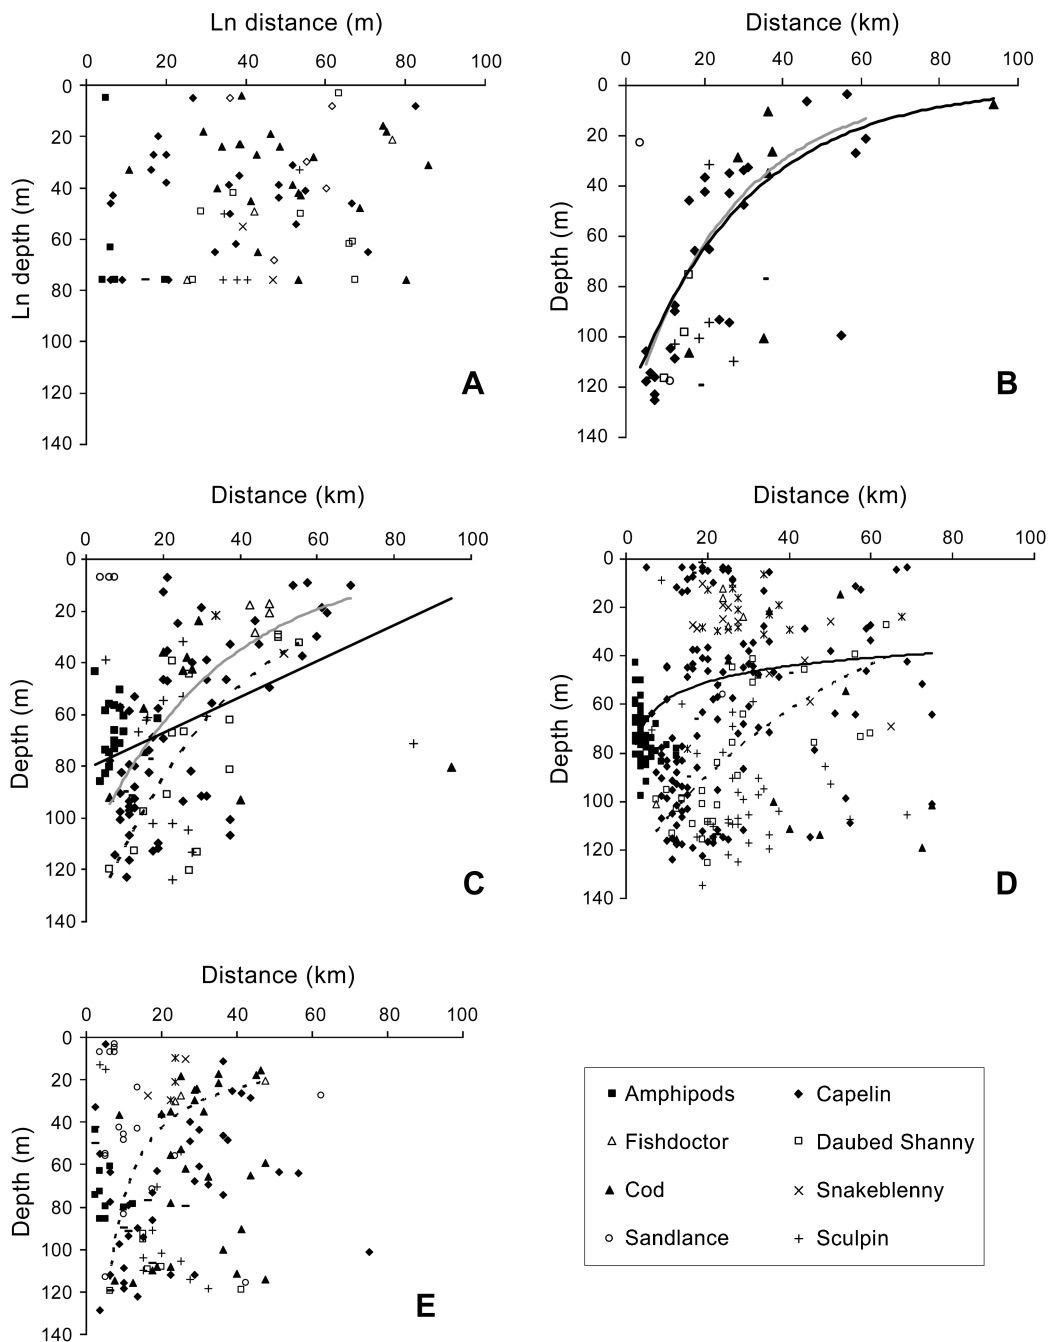 Ln distance (m)
0 20 40 60 80 100
0
20
40
60
80
100
120
140
Ln depth (m)
A
Distance (km)
0 20 40 60 80 100
0
20
40
60
80
100
120
140
Depth (m)
B
Distance (km)
0 20 40 60 80 100
0
20
40
60
80
100
120
140
Depth (m)
C
Distance (km)
0 20 40 60 80 100
0
20
40
60
80
100
120
140
Depth (m)
D
Distance (km)
0 20 40 60 80 100
0
20
40
60
80
100
120
140
Depth (m)
E
Amphipods Capelin
Fishdoctor Daubed Shanny
Cod Snakeblenny
Sandlance Sculpin